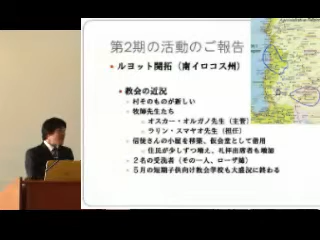 第2期の活動のご報告
• ルヨット開拓（南イロコス州）
• 教会の近況
• 村そのものが新しい
• 牧師先生たち
• オスカー・オルガノ先生（主管）
• ラリン・スマヤオ先生（担任）
• 信徒さんの小屋を移築、仮会堂として借用
• 住民が少しずつ増え、礼拝出席者も増加
• 2名の受洗者（その一人、ローザ姉）
• 5月の短期子供向け教会学校も大盛況に終わる